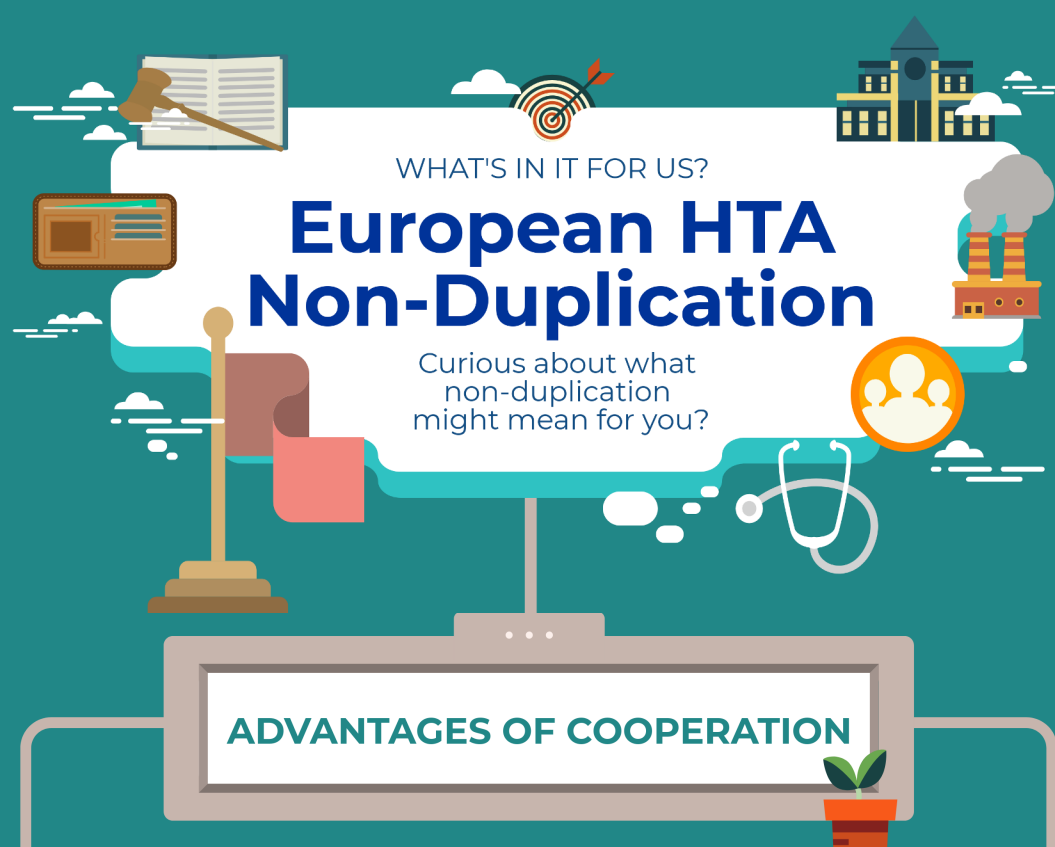 WHAT'S IN IT FOR US?
European HTA
Non-Duplication
Curious about what
non-duplication
might mean for you?
ADVANTAGES OF COOPERATION